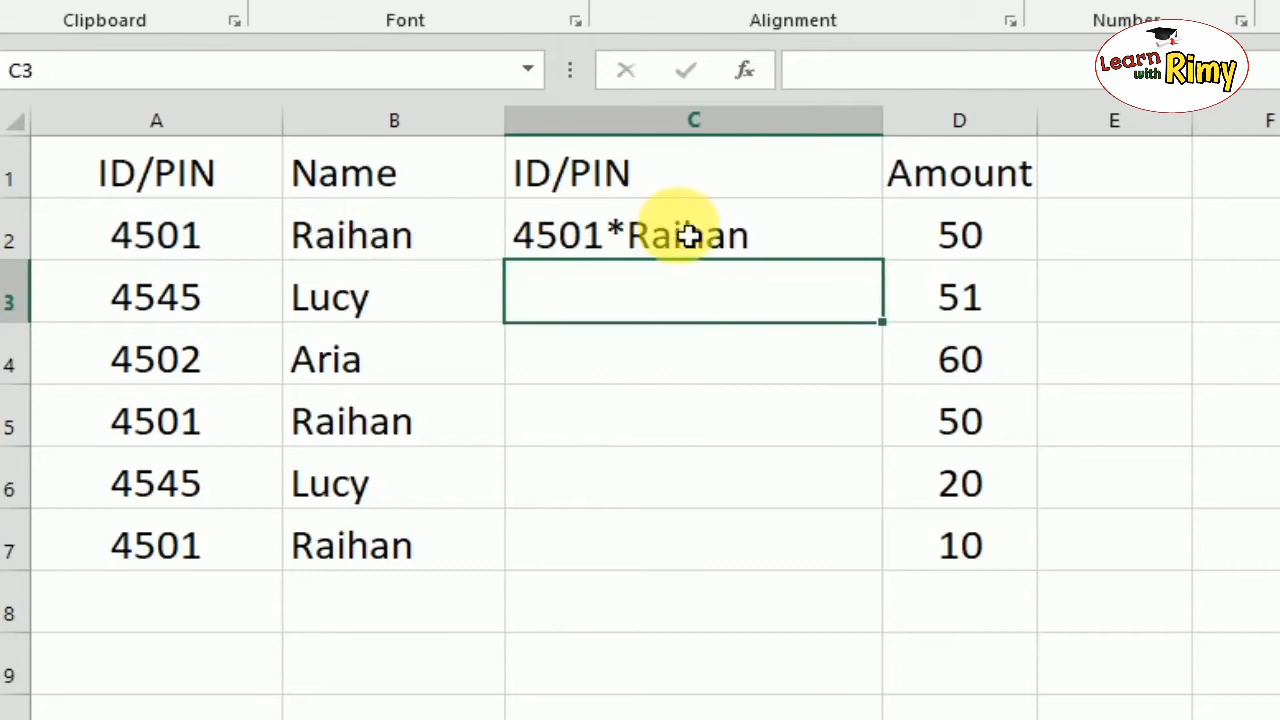 Clipboard Font Alignment Number
Learn with Rimy
C3 fx
A B C D E F
1 ID/PIN Name ID/PIN Amount
2 4501 Raihan 4501*Raihan 50
3 4545 Lucy 51
4 4502 Aria 60
5 4501 Raihan 50
6 4545 Lucy 20
7 4501 Raihan 10
8
9